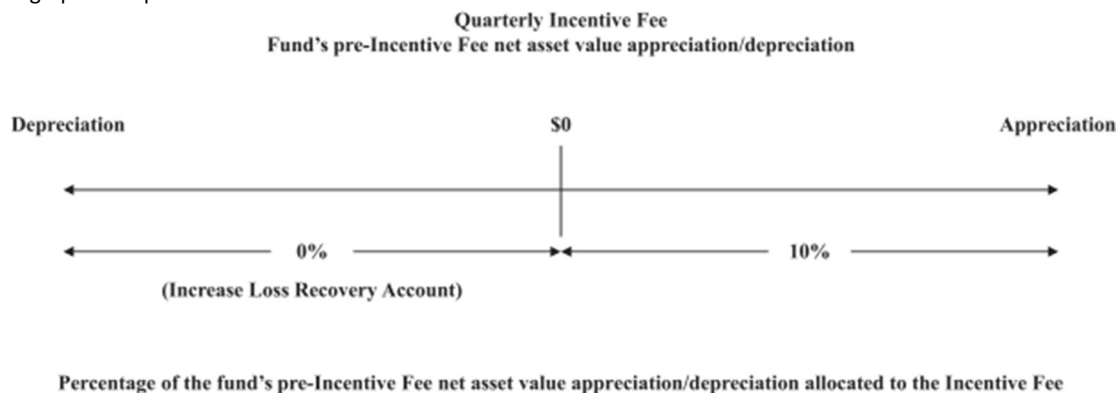 Quarterly Incentive Fee
Fund's pre-Incentive Fee net asset value appreciation/depreciation
Depreciation $0 Appreciation
0% 10%
(Increase Loss Recovery Account)
Percentage of the fund's pre-Incentive Fee net asset value appreciation/depreciation allocated to the Incentive Fee